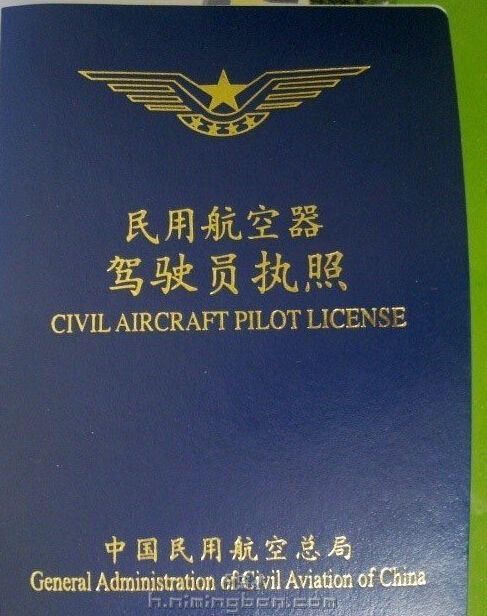 民用航空器
驾驶员执照
CIVIL AIRCRAFT PILOT LICENSE
中国民用航空总局
General Administration of Civil Aviation of China
h.nimingban.com